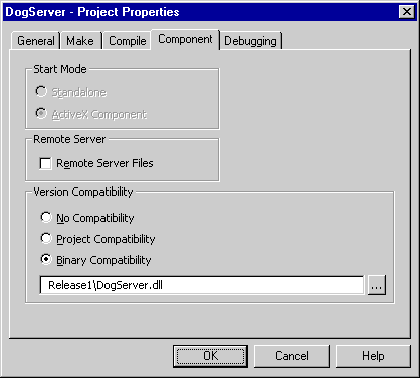 DogServer - Project Properties
General Make Compile Component Debugging
Start Mode
Standalone
ActiveX Component
Remote Server
Remote Server Files
Version Compatibility
No Compatibility
Project Compatibility
Binary Compatibility
Release1\DogServer.dll ...
OK Cancel Help